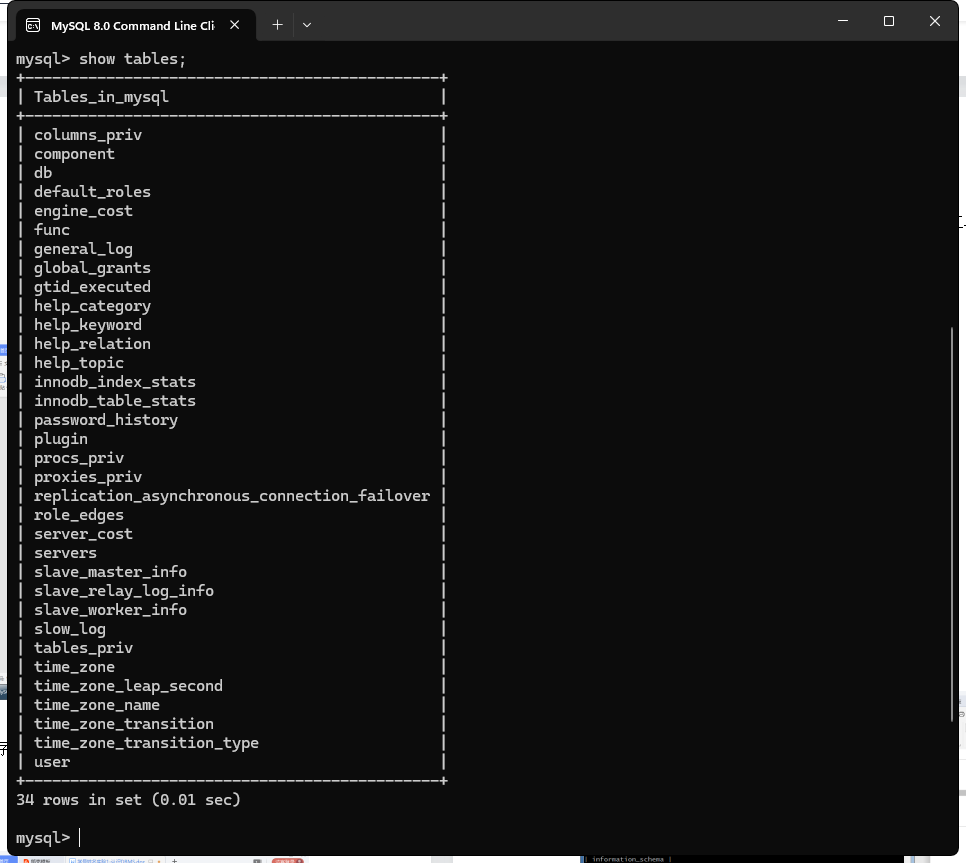 MySQL 8.0 Command Line Cli
mysql> show tables;
+----------------------------------------------+
| Tables_in_mysql                              |
+----------------------------------------------+
| columns_priv                                 |
| component                                    |
| db                                           |
| default_roles                                |
| engine_cost                                  |
| func                                         |
| general_log                                  |
| global_grants                                |
| gtid_executed                                |
| help_category                                |
| help_keyword                                 |
| help_relation                                |
| help_topic                                   |
| innodb_index_stats                           |
| innodb_table_stats                           |
| password_history                             |
| plugin                                       |
| procs_priv                                   |
| proxies_priv                                 |
| replication_asynchronous_connection_failover |
| role_edges                                   |
| server_cost                                  |
| servers                                      |
| slave_master_info                            |
| slave_relay_log_info                         |
| slave_worker_info                            |
| slow_log                                     |
| tables_priv                                  |
| time_zone                                    |
| time_zone_leap_second                        |
| time_zone_name                               |
| time_zone_transition                         |
| time_zone_transition_type                    |
| user                                         |
+----------------------------------------------+
34 rows in set (0.01 sec)
mysql>
information_schema |